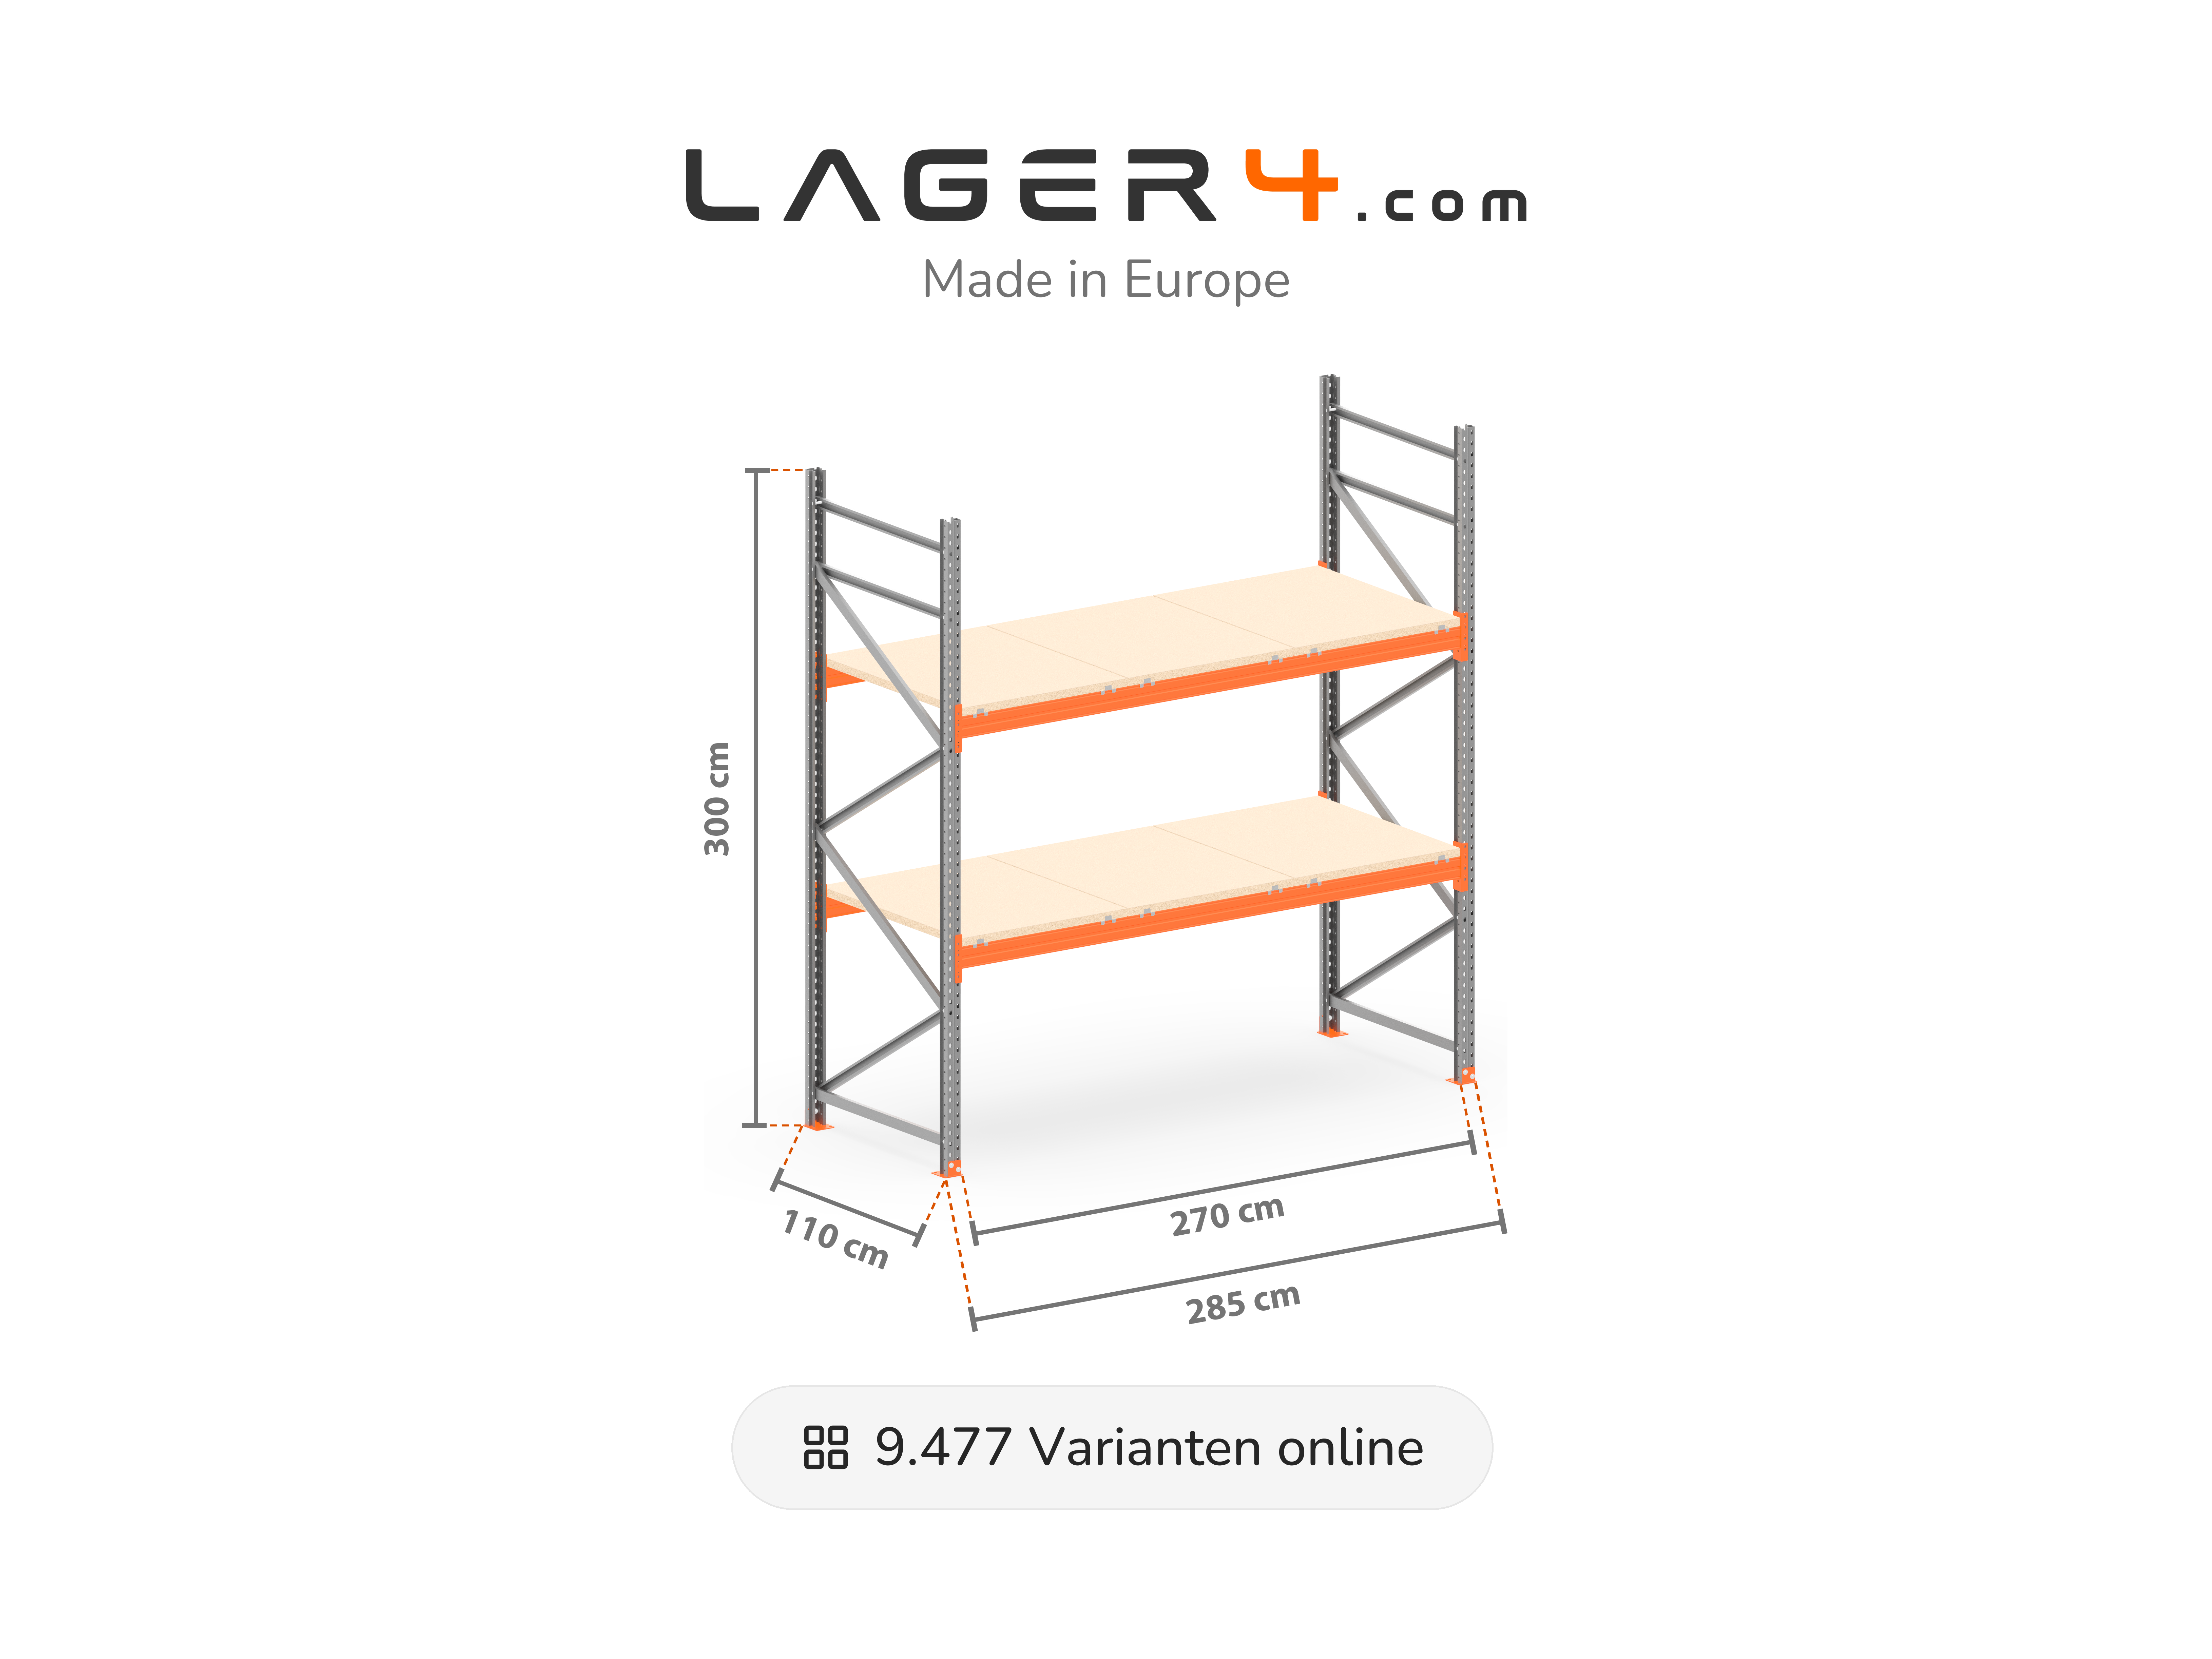 LAGER4.com
Made in Europe
300 cm
110 cm
270 cm
285 cm
9.477 Varianten online